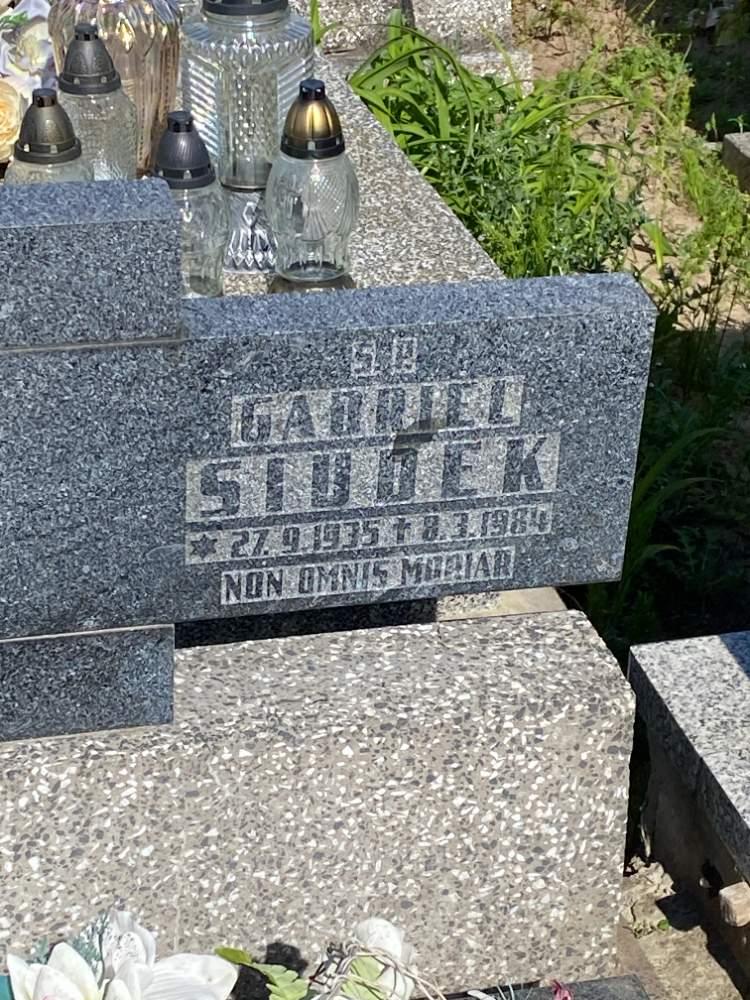 Ś.P.
GABRIEL
SIUDEK
✶ 27.9.1935 ✝ 8.3.1984
NON OMNIS MORIAR